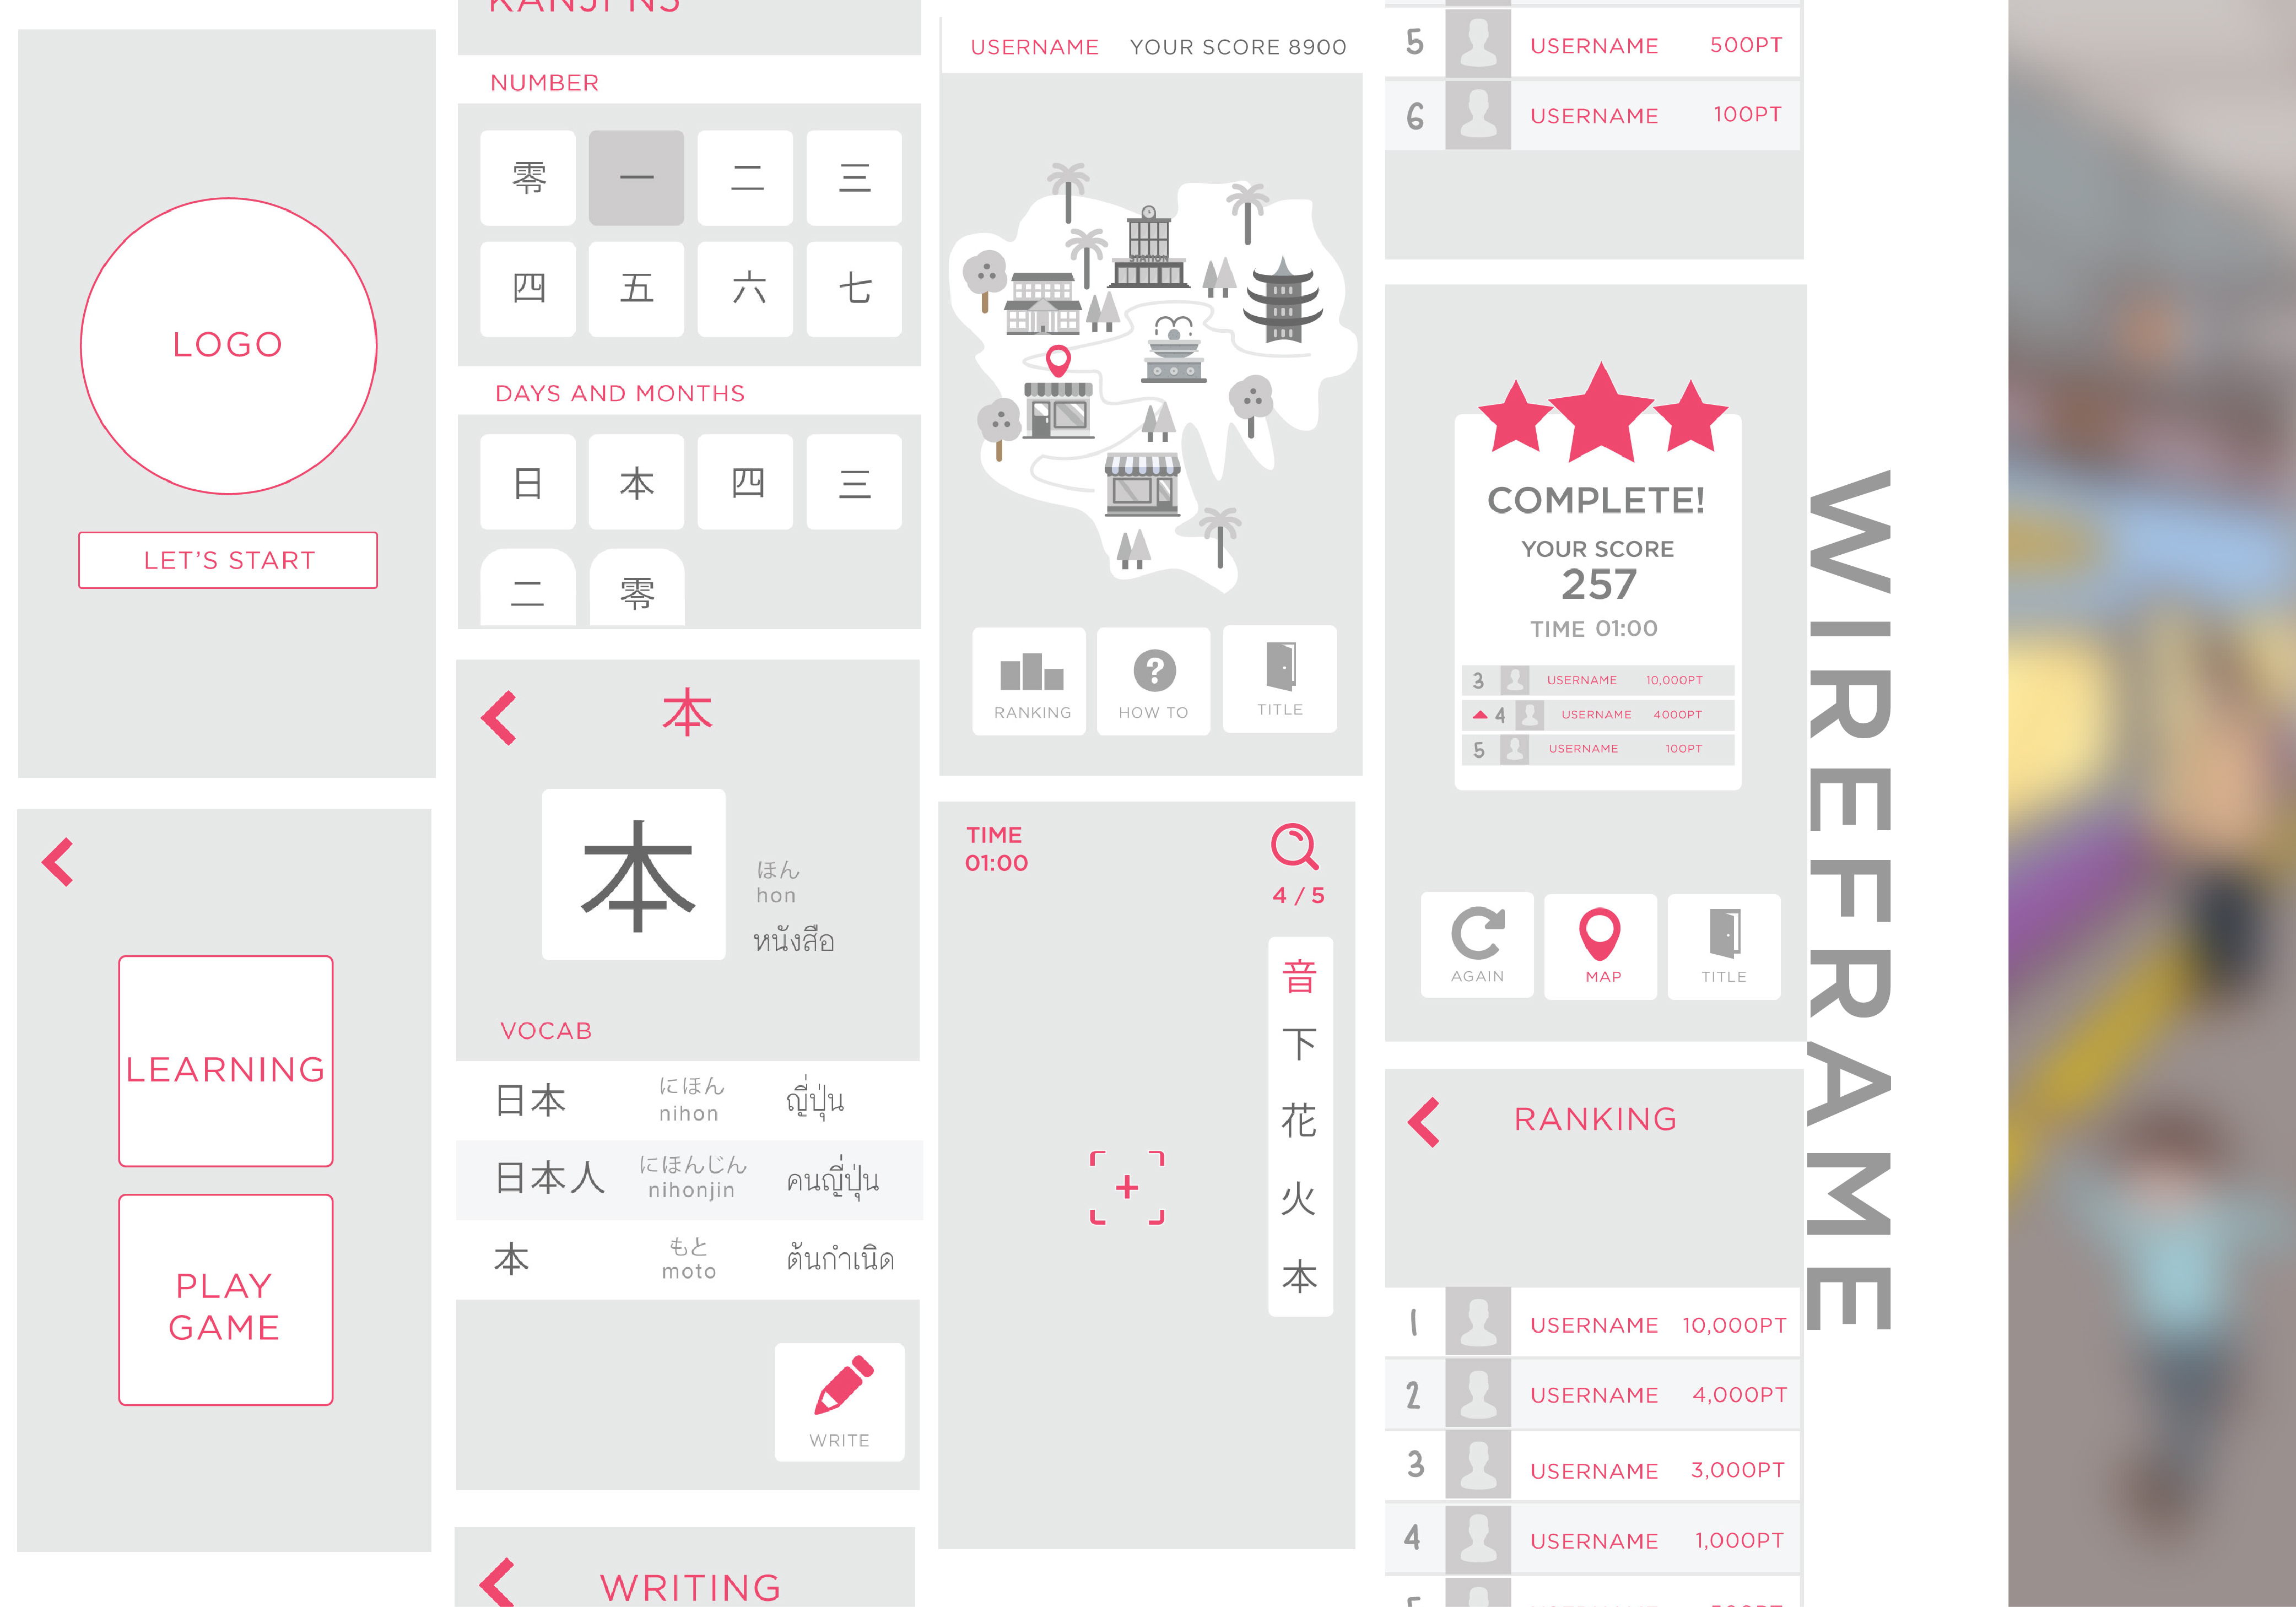 LOGO
LET'S START
LEARNING
PLAY
GAME
KANJI N5
NUMBER
零 一 二 三
四 五 六 七
DAYS AND MONTHS
日 本 四 三
二 零
本
本
ほん
hon
หนังสือ
VOCAB
日本 にほん ญี่ปุ่น
nihon
日本人 にほんじん คนญี่ปุ่น
nihonjin
本 もと ต้นกำเนิด
moto
WRITE
WRITING
USERNAME YOUR SCORE 8900
STATION
RANKING
HOW TO
TITLE
TIME
01:00
4 / 5
音
下
花
火
本
5 USERNAME 500PT
6 USERNAME 100PT
COMPLETE!
YOUR SCORE
257
TIME 01:00
3 USERNAME 10,000PT
4 USERNAME 4000PT
5 USERNAME 100PT
AGAIN
MAP
TITLE
RANKING
1 USERNAME 10,000PT
2 USERNAME 4,000PT
3 USERNAME 3,000PT
4 USERNAME 1,000PT
WIREFRAME